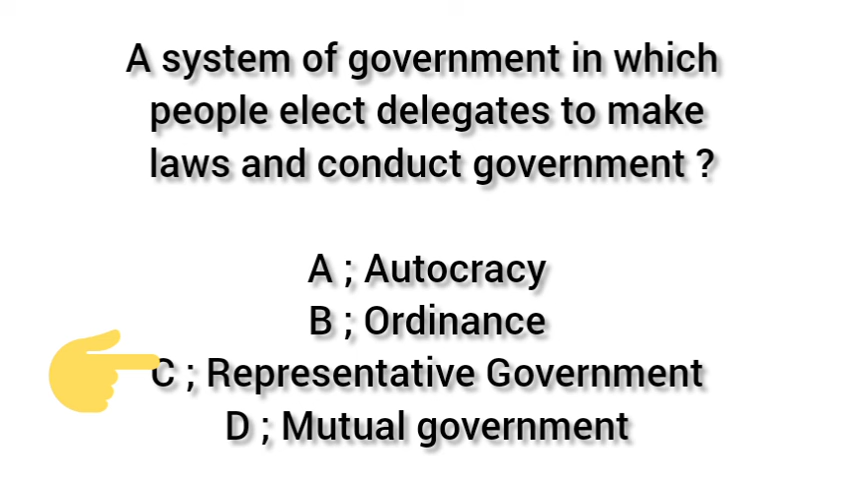 A system of government in which
people elect delegates to make
laws and conduct government ?
A ; Autocracy
B ; Ordinance
C ; Representative Government
D ; Mutual government